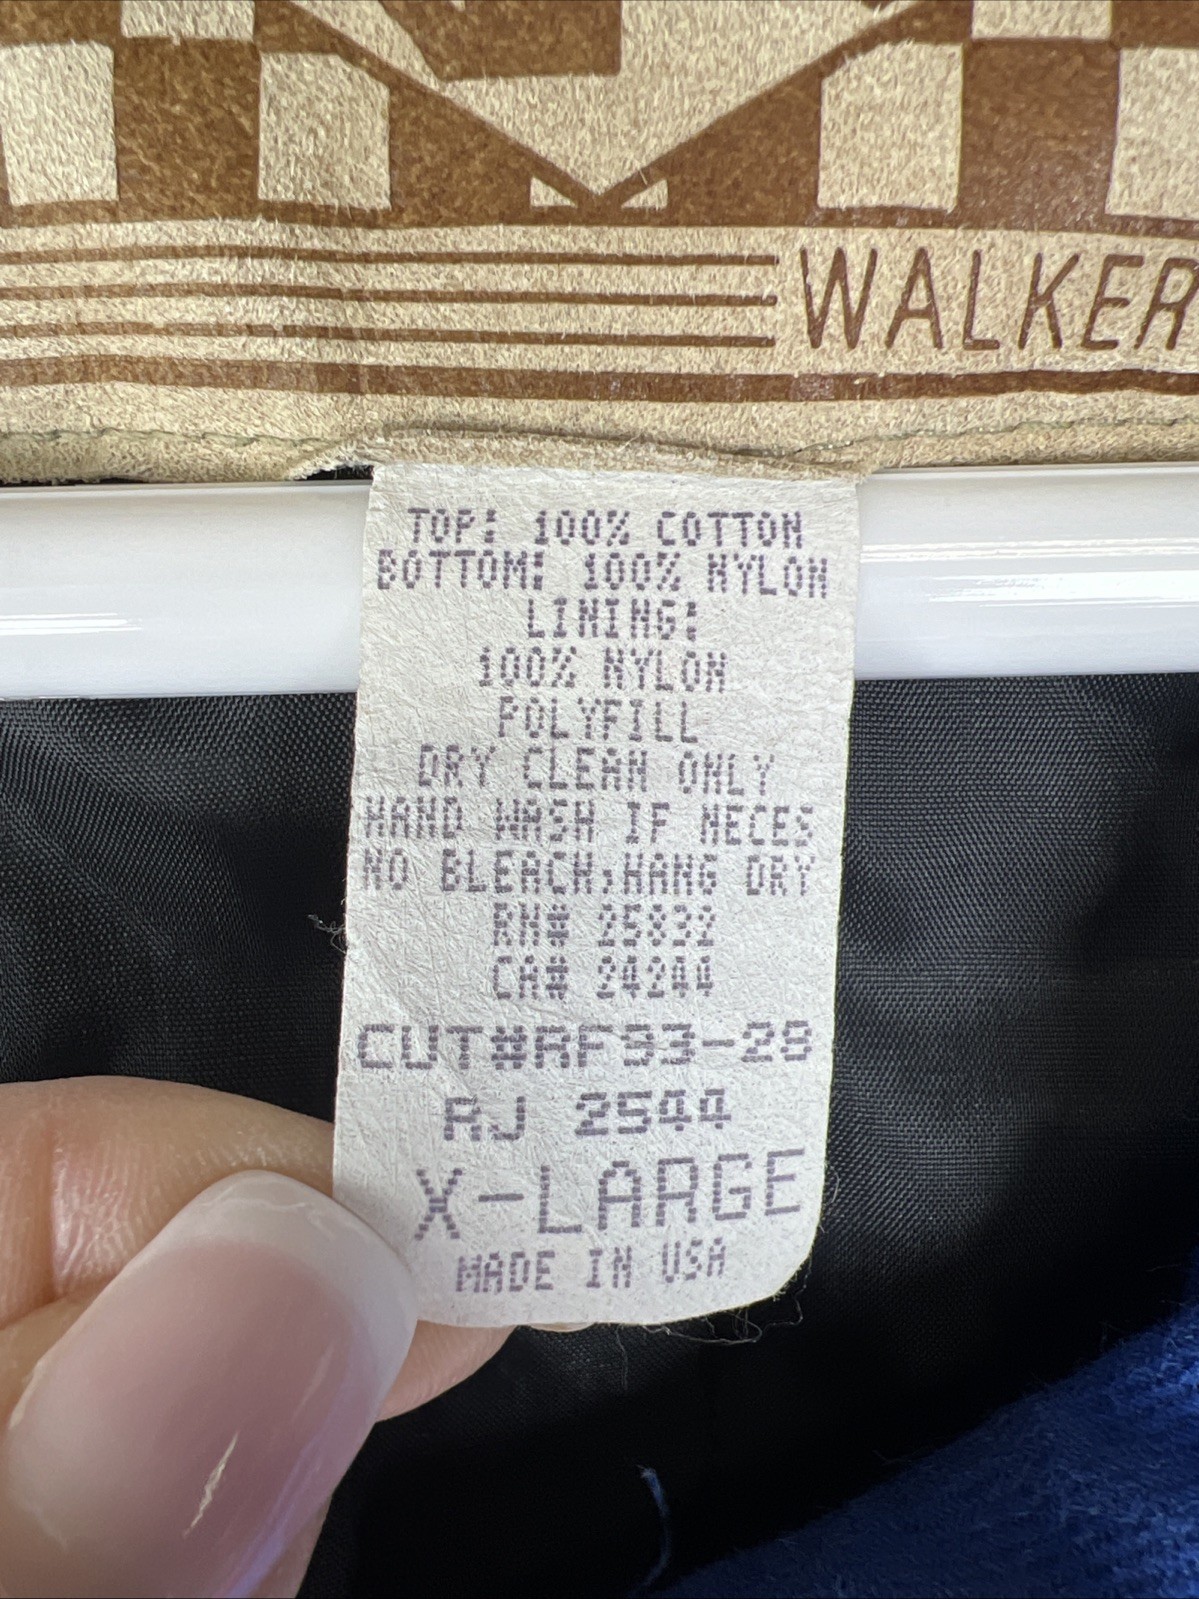 WALKER
TOP: 100% COTTON
BOTTOM: 100% NYLON
LINING:
100% NYLON
POLYFILL
DRY CLEAN ONLY
HAND WASH IF NECES
NO BLEACH,HANG DRY
RN# 25832
CA# 24244
CUT#RF93-28
RJ 2544
X-LARGE
MADE IN USA